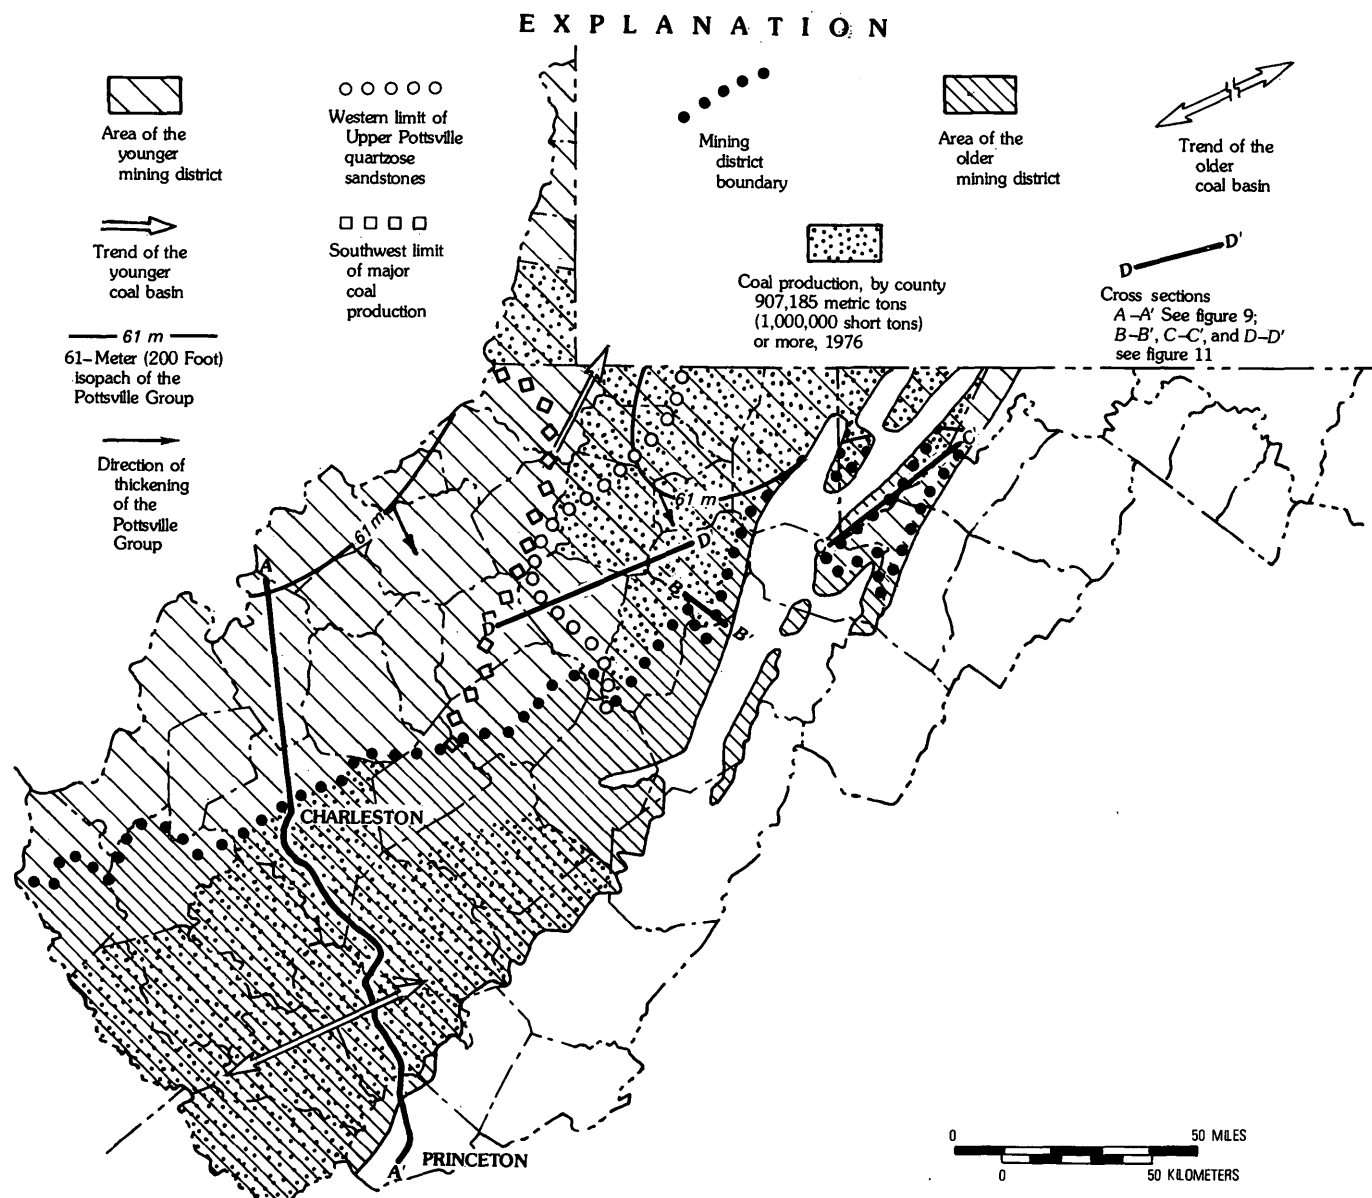 EXPLANATION
Area of the
younger
mining district
Western limit of
Upper Pottsville
quartzose
sandstones
Mining
district
boundary
Area of the
older
mining district
Trend of the
older
coal basin
Trend of the
younger
coal basin
Southwest limit
of major
coal
production
Coal production, by county
907,185 metric tons
(1,000,000 short tons)
or more, 1976
D
D'
Cross sections
A–A' See figure 9;
B–B', C–C', and D–D'
see figure 11
61 m
61–Meter (200 Foot)
isopach of the
Pottsville Group
Direction of
thickening
of the
Pottsville
Group
61 m
61 m
A
C
C
D
D
B
B'
CHARLESTON
PRINCETON
A'
0 50 MILES
0 50 KILOMETERS